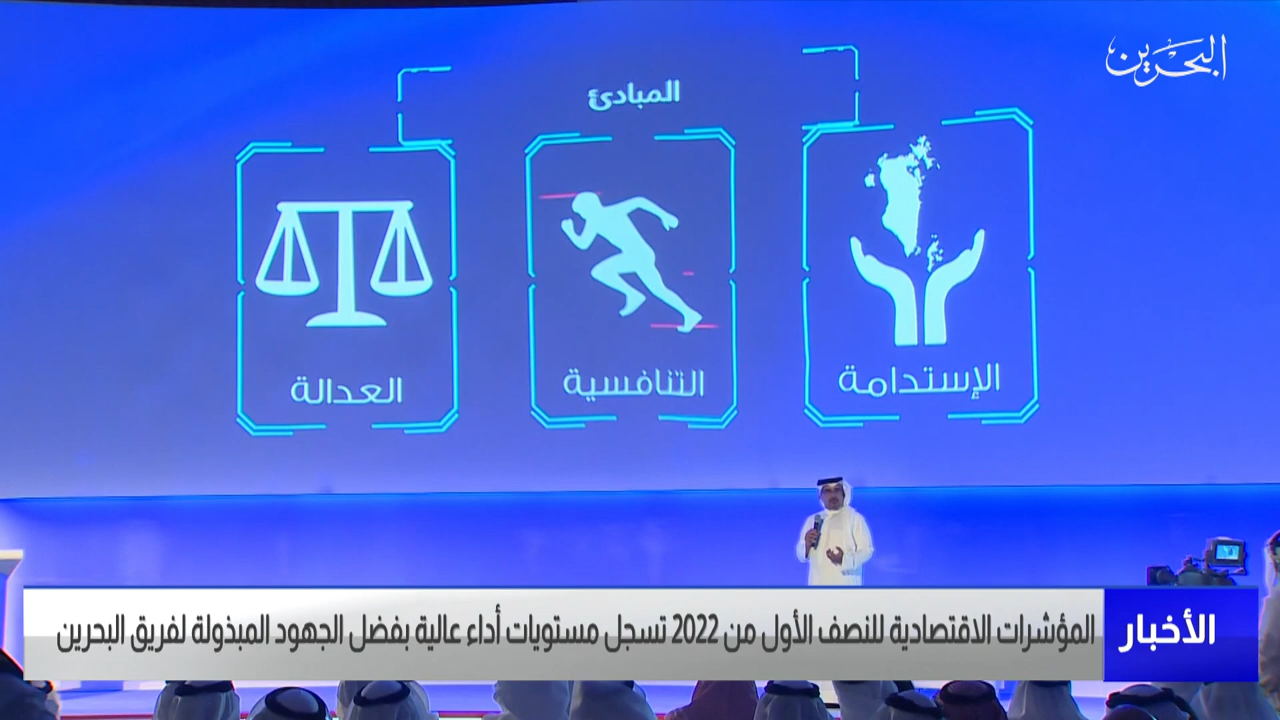 البحرين
المبادئ
الإستدامة
التنافسية
العدالة
الأخبار
المؤشرات الاقتصادية للنصف الأول من 2022 تسجل مستويات أداء عالية بفضل الجهود المبذولة لفريق البحرين